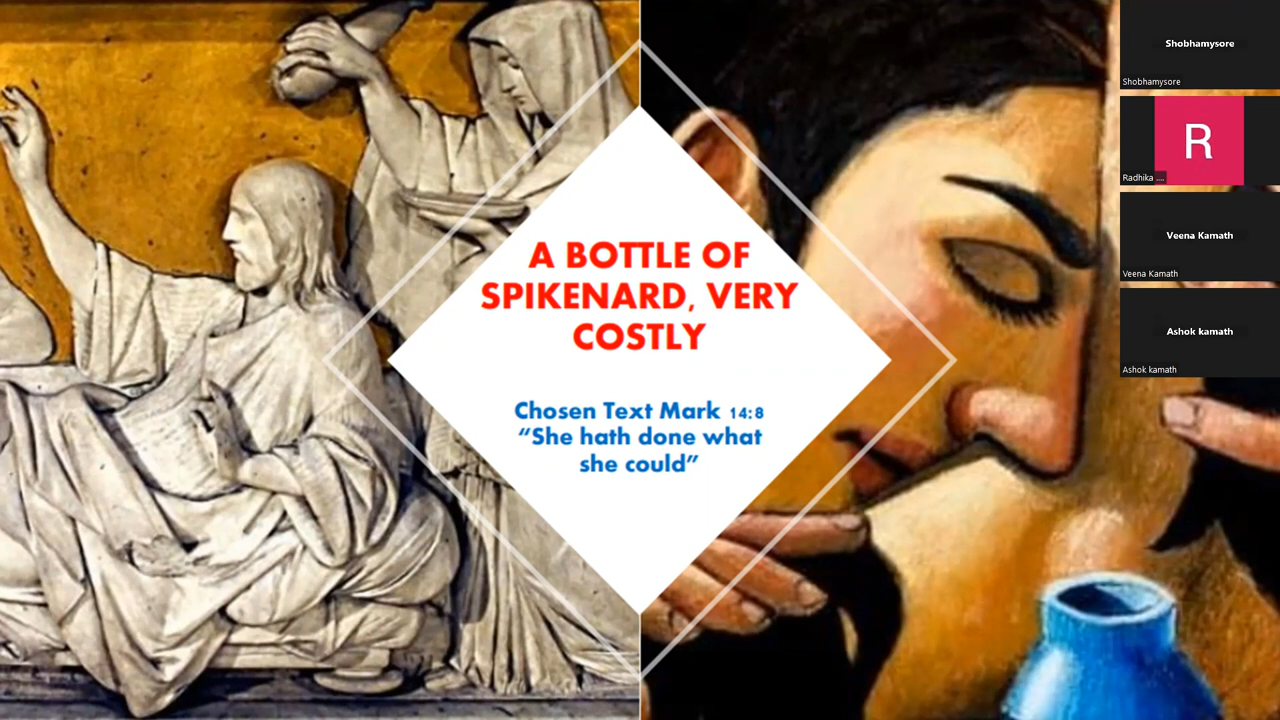 A BOTTLE OF
SPIKENARD, VERY
COSTLY
Chosen Text Mark 14:8
“She hath done what
she could”
Shobhamysore
Shobhamysore
R
Radhika ...
Veena Kamath
Veena Kamath
Ashok kamath
Ashok kamath